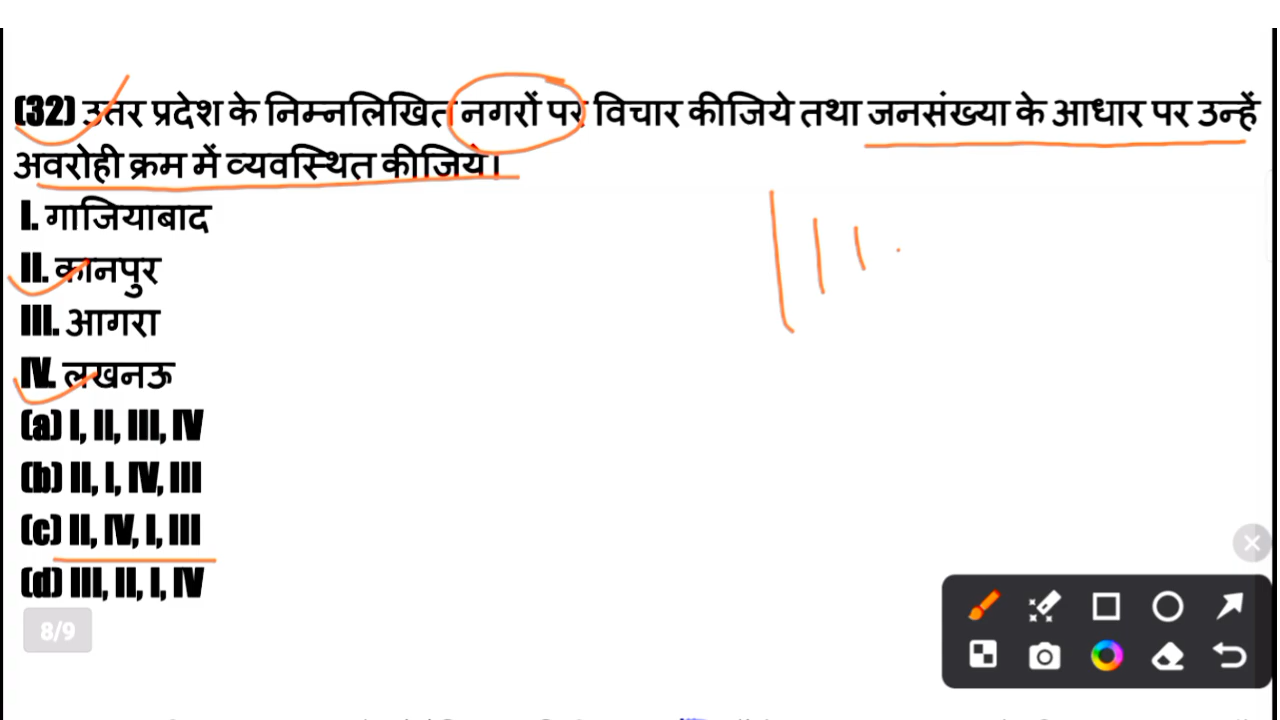 (32) उत्तर प्रदेश के निम्नलिखित नगरों पर विचार कीजिये तथा जनसंख्या के आधार पर उन्हें
अवरोही क्रम में व्यवस्थित कीजिये।
I. गाजियाबाद
II. कानपुर
III. आगरा
IV. लखनऊ
(a) I, II, III, IV
(b) II, I, IV, III
(c) II, IV, I, III
(d) III, II, I, IV
8/9